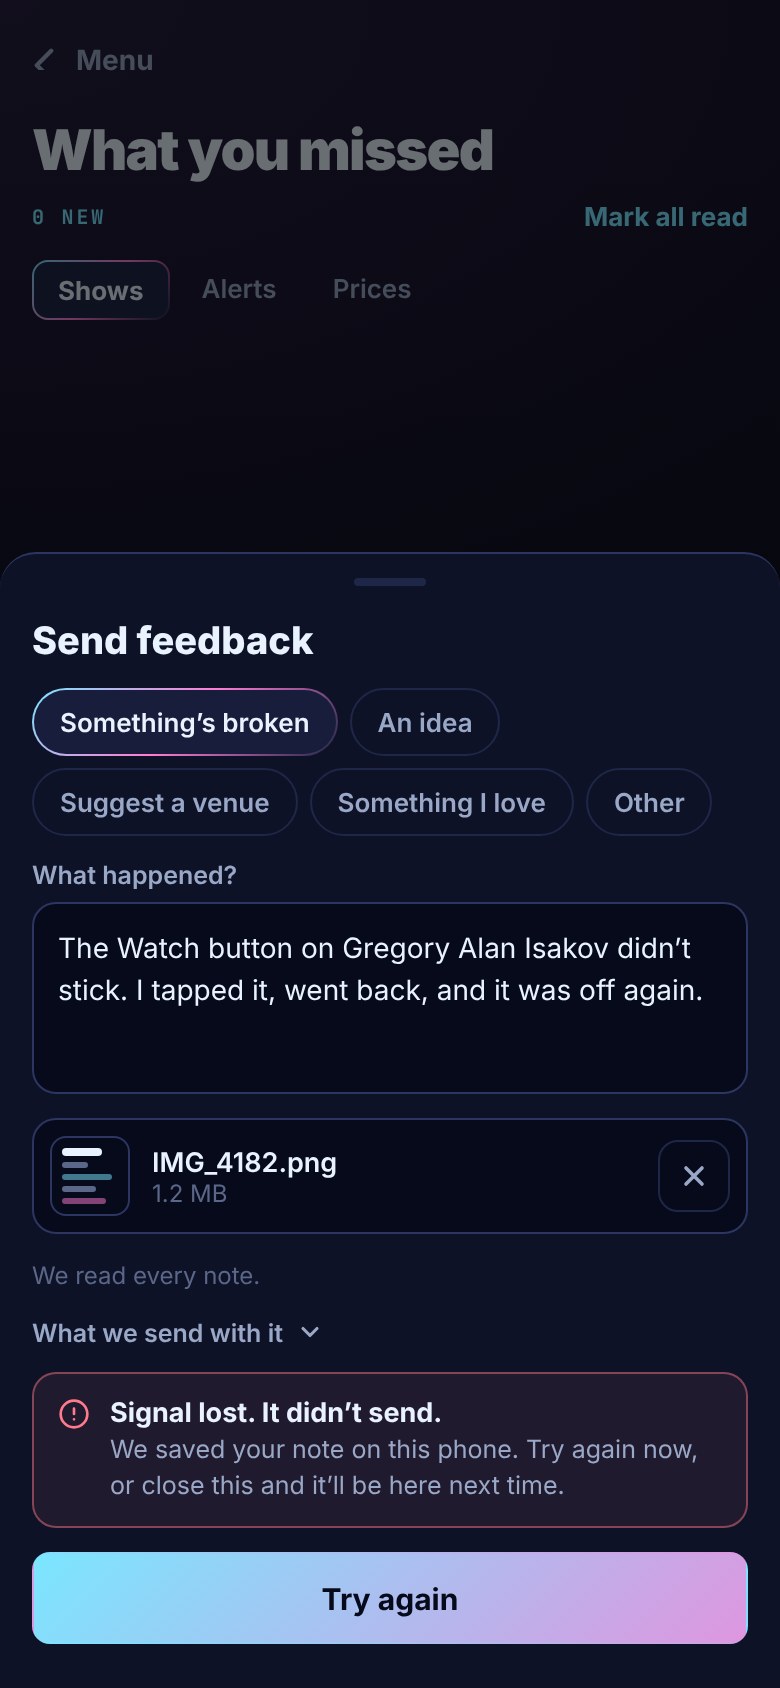 Menu
What you missed
0 NEW
Mark all read
Shows
Alerts
Prices
Send feedback
Something’s broken
An idea
Suggest a venue
Something I love
Other
What happened?
The Watch button on Gregory Alan Isakov didn’t
stick. I tapped it, went back, and it was off again.
IMG_4182.png
1.2 MB
We read every note.
What we send with it
Signal lost. It didn’t send.
We saved your note on this phone. Try again now,
or close this and it’ll be here next time.
Try again